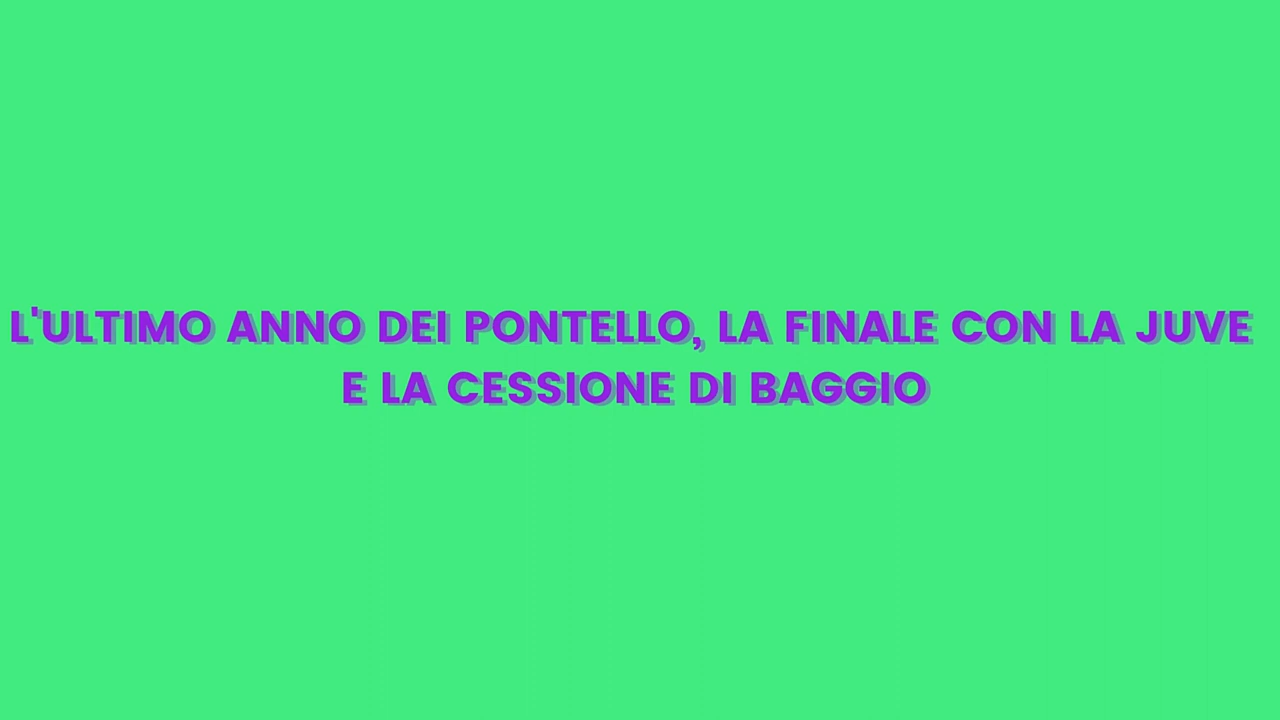 L'ULTIMO ANNO DEI PONTELLO, LA FINALE CON LA JUVE
E LA CESSIONE DI BAGGIO